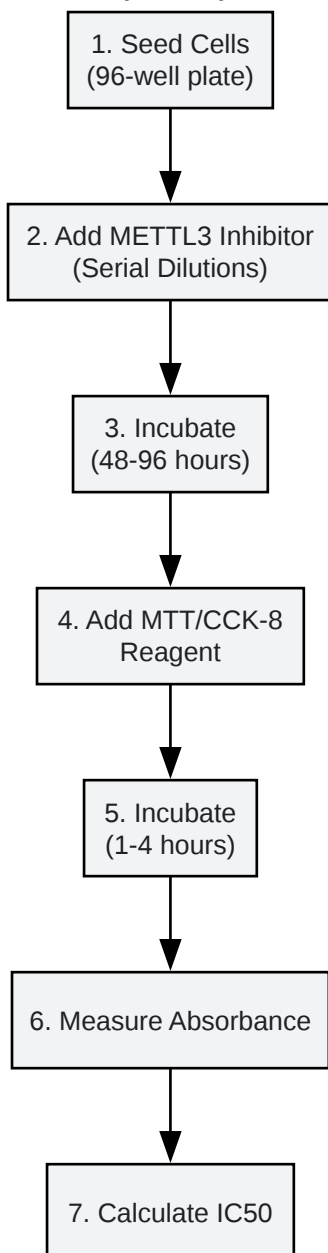 1. Seed Cells
(96-well plate)
2. Add METTL3 Inhibitor
(Serial Dilutions)
3. Incubate
(48-96 hours)
4. Add MTT/CCK-8
Reagent
5. Incubate
(1-4 hours)
6. Measure Absorbance
7. Calculate IC50